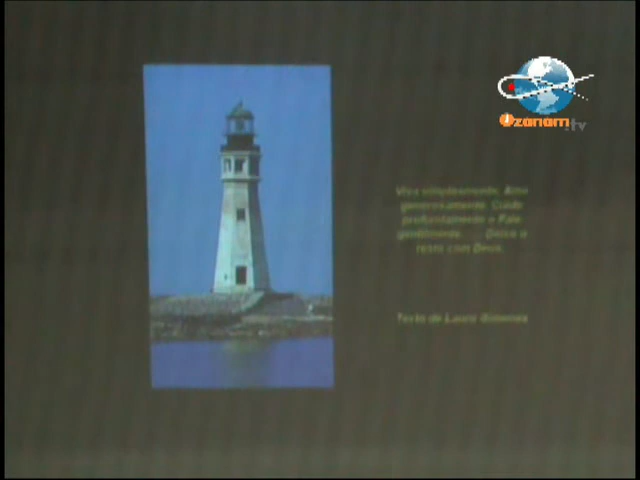 Ozanam.tv
Viva simplesmente. Ame
generosamente. Cuide
profundamente e Fale
gentilmente. Deixe o
resto com Deus.
Texto de